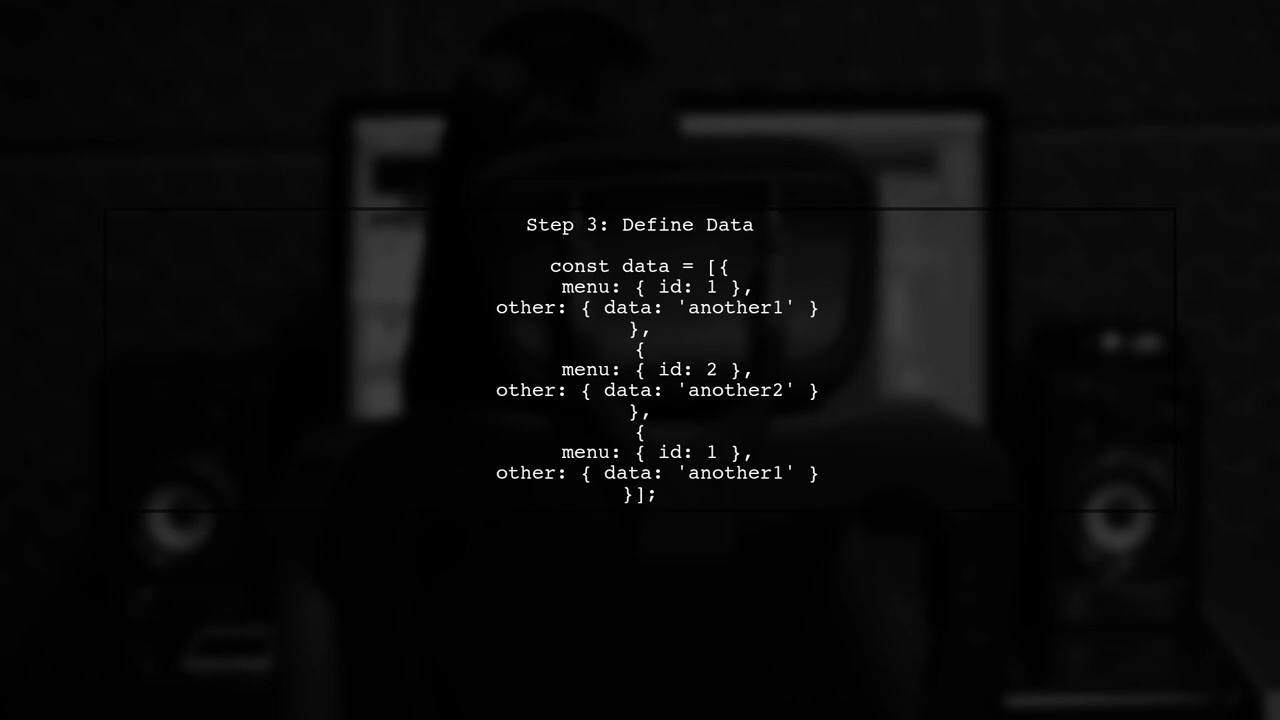 Step 3: Define Data
const data = [{
menu: { id: 1 },
other: { data: 'another1' }
},
{
menu: { id: 2 },
other: { data: 'another2' }
},
{
menu: { id: 1 },
other: { data: 'another1' }
}];